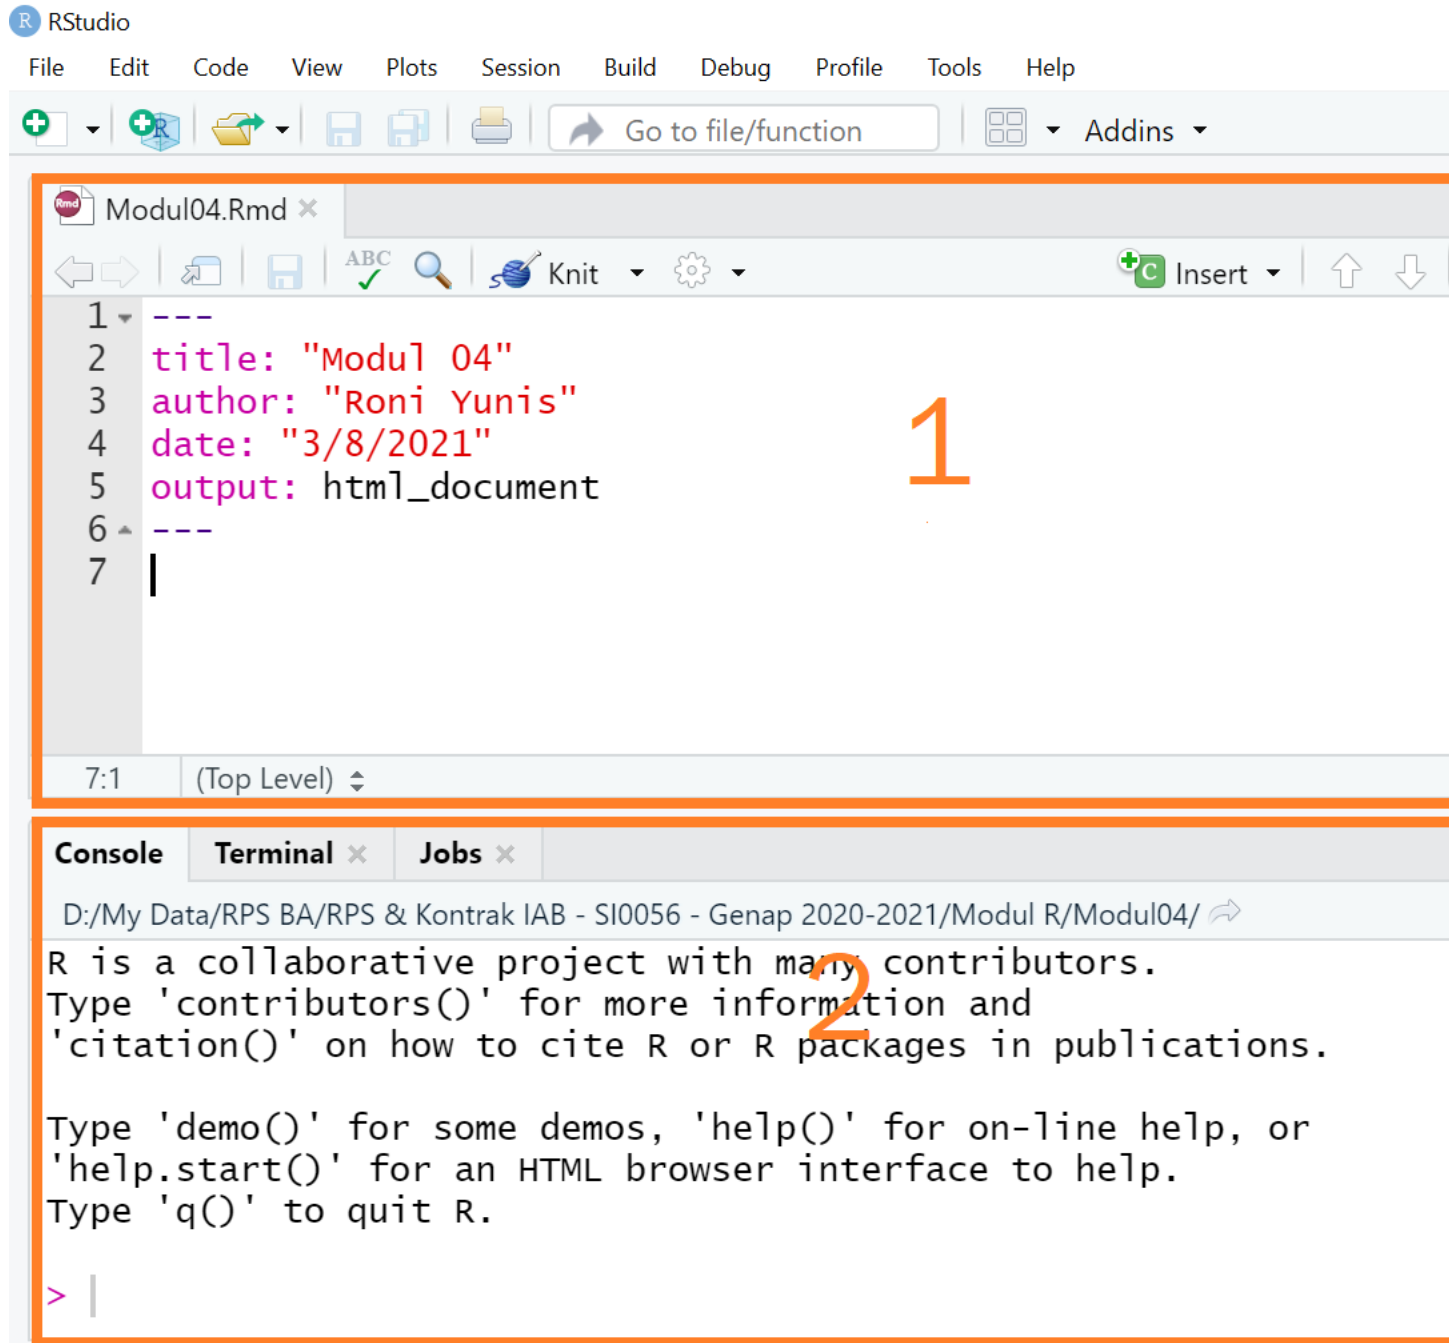 RStudio
File Edit Code View Plots Session Build Debug Profile Tools Help
R Go to file/function Addins
Rmd Modul04.Rmd
ABC Knit C Insert
1 ---
2 title: "Modul 04"
3 author: "Roni Yunis"
4 date: "3/8/2021"
5 output: html_document
6 ---
7
1
7:1 (Top Level)
Console Terminal Jobs
D:/My Data/RPS BA/RPS & Kontrak IAB - SI0056 - Genap 2020-2021/Modul R/Modul04/
R is a collaborative project with many contributors.
Type 'contributors()' for more information and
'citation()' on how to cite R or R packages in publications.
2
Type 'demo()' for some demos, 'help()' for on-line help, or
'help.start()' for an HTML browser interface to help.
Type 'q()' to quit R.
>